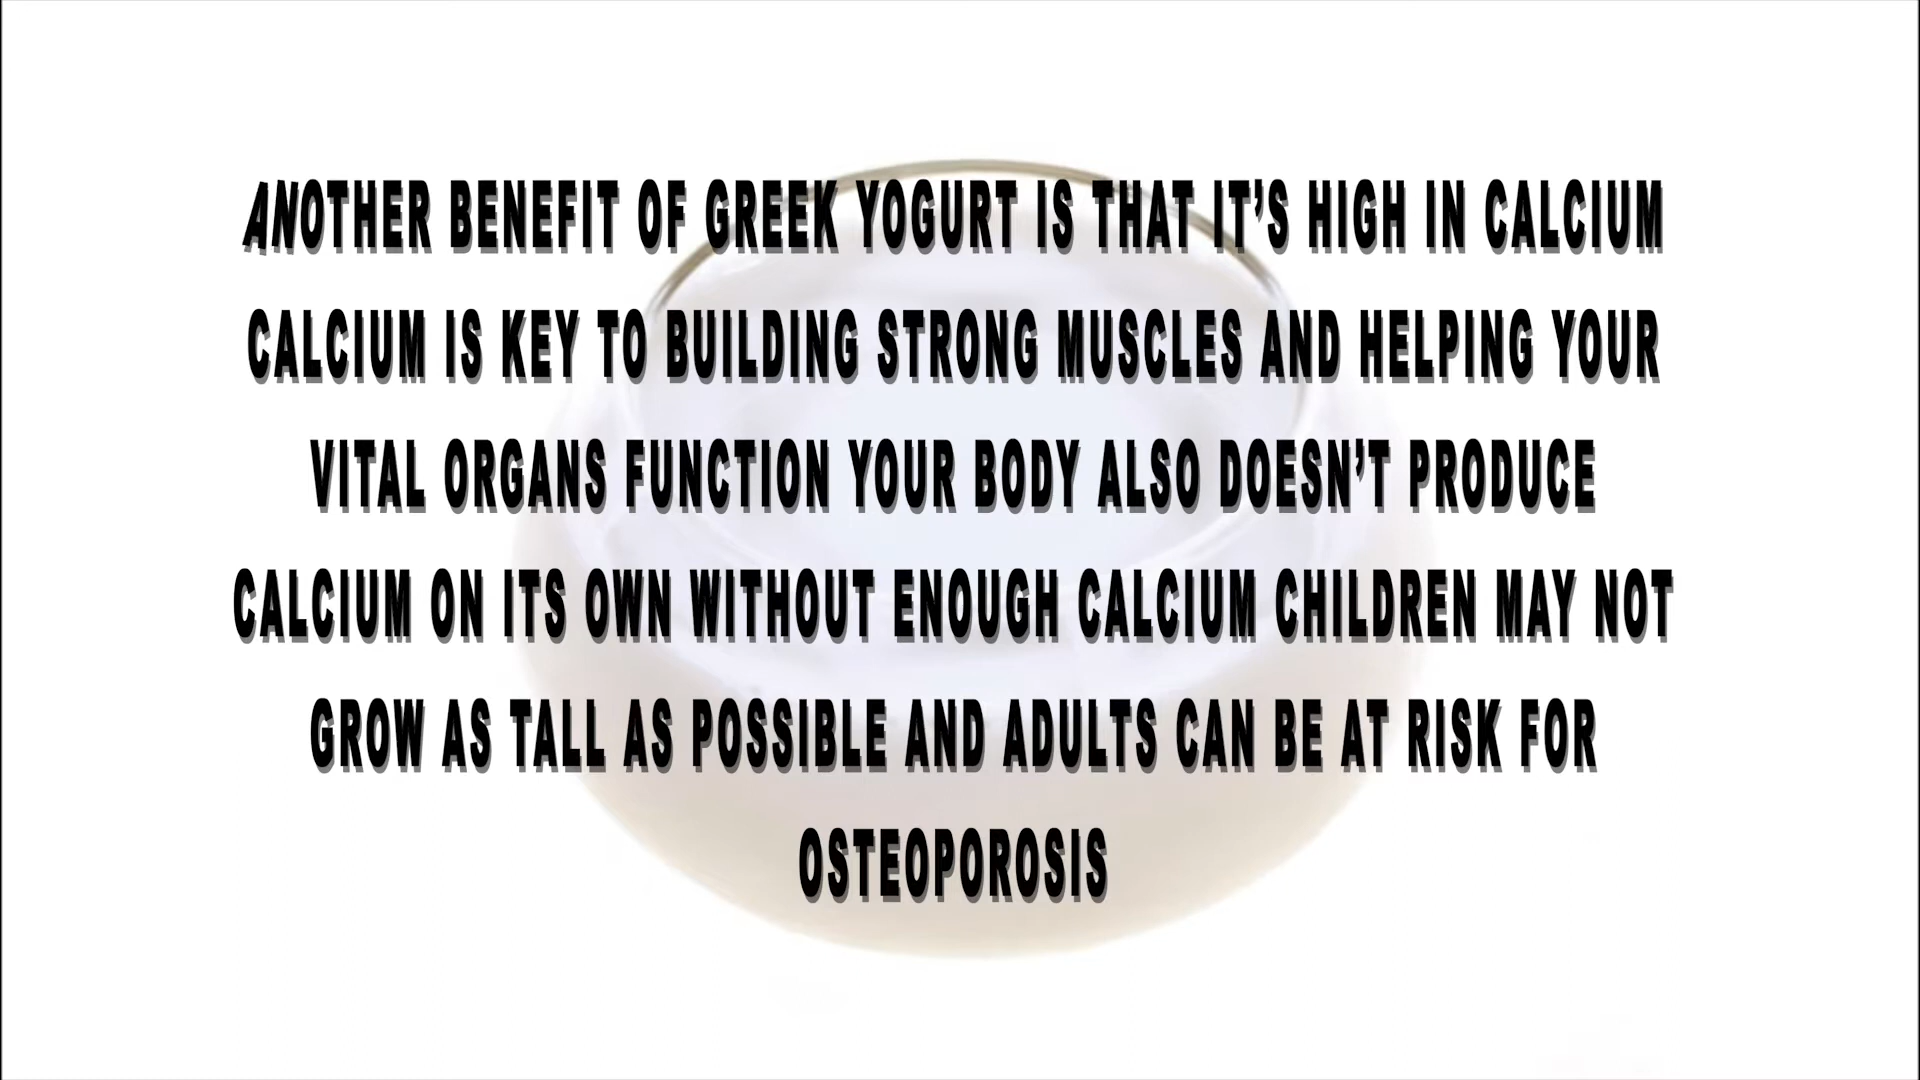 ANOTHER BENEFIT OF GREEK YOGURT IS THAT IT’S HIGH IN CALCIUM
CALCIUM IS KEY TO BUILDING STRONG MUSCLES AND HELPING YOUR
VITAL ORGANS FUNCTION YOUR BODY ALSO DOESN’T PRODUCE
CALCIUM ON ITS OWN WITHOUT ENOUGH CALCIUM CHILDREN MAY NOT
GROW AS TALL AS POSSIBLE AND ADULTS CAN BE AT RISK FOR
OSTEOPOROSIS